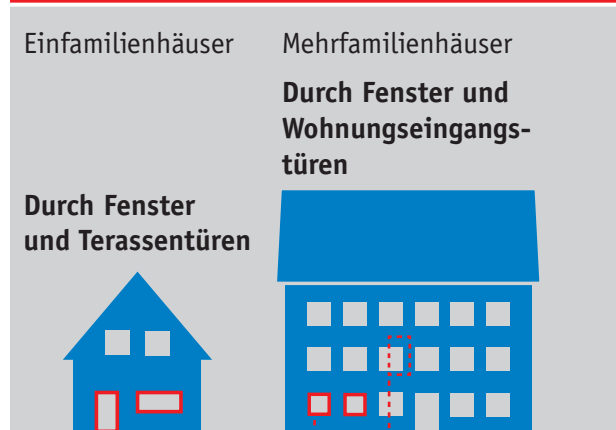 Einfamilienhäuser
Durch Fenster
und Terassentüren
Mehrfamilienhäuser
Durch Fenster und
Wohnungseingangs-
türen